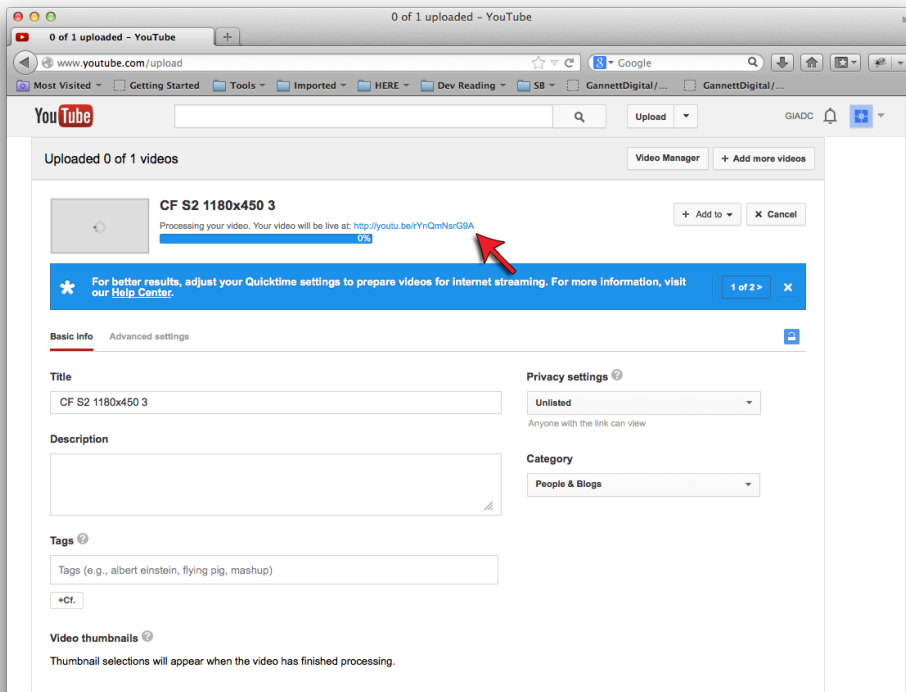 0 of 1 uploaded – YouTube
0 of 1 uploaded – YouTube +
www.youtube.com/upload Google
Most Visited Getting Started Tools Imported HERE Dev Reading SB GannettDigital/... GannettDigital/...
YouTube Upload GIADC
Uploaded 0 of 1 videos Video Manager + Add more videos
CF S2 1180x450 3 + Add to x Cancel
Processing your video. Your video will be live at: http://youtu.be/rYnQmNsrG9A
0%
For better results, adjust your Quicktime settings to prepare videos for internet streaming. For more information, visit
our Help Center. 1 of 2 > x
Basic info Advanced settings
Title Privacy settings ?
CF S2 1180x450 3 Unlisted
Anyone with the link can view
Description Category
People & Blogs
Tags ?
Tags (e.g., albert einstein, flying pig, mashup)
+Cf.
Video thumbnails ?
Thumbnail selections will appear when the video has finished processing.